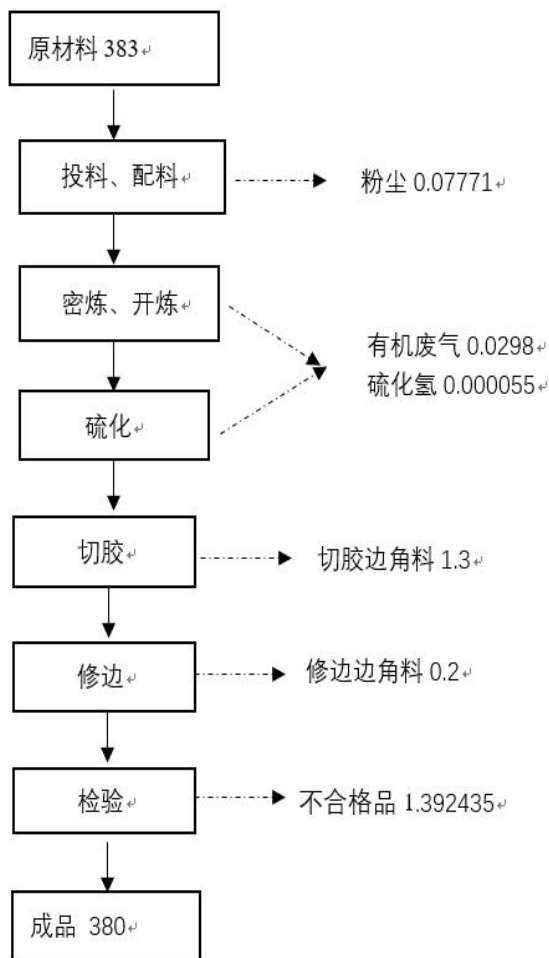 原材料 383
投料、配料
粉尘 0.07771
密炼、开炼
有机废气 0.0298
硫化氢 0.000055
硫化
切胶
切胶边角料 1.3
修边
修边边角料 0.2
检验
不合格品 1.392435
成品 380